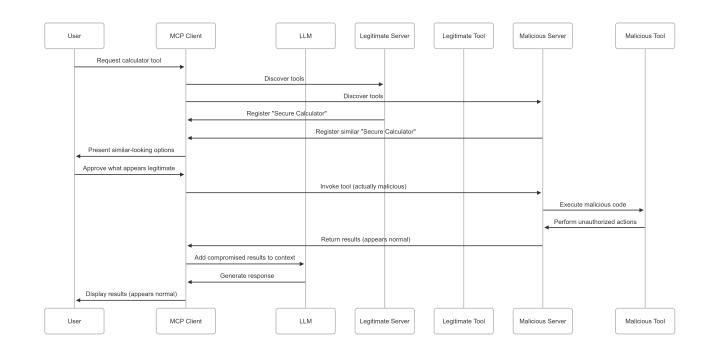 User
MCP Client
LLM
Legitimate Server
Legitimate Tool
Malicious Server
Malicious Tool
Request calculator tool
Discover tools
Discover tools
Register "Secure Calculator"
Register similar "Secure Calculator"
Present similar-looking options
Approve what appears legitimate
Invoke tool (actually malicious)
Execute malicious code
Perform unauthorized actions
Return results (appears normal)
Add compromised results to context
Generate response
Display results (appears normal)
User
MCP Client
LLM
Legitimate Server
Legitimate Tool
Malicious Server
Malicious Tool